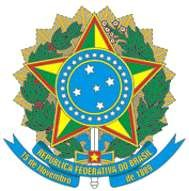 REPÚBLICA FEDERATIVA DO BRASIL
15 de Novembro
de 1889